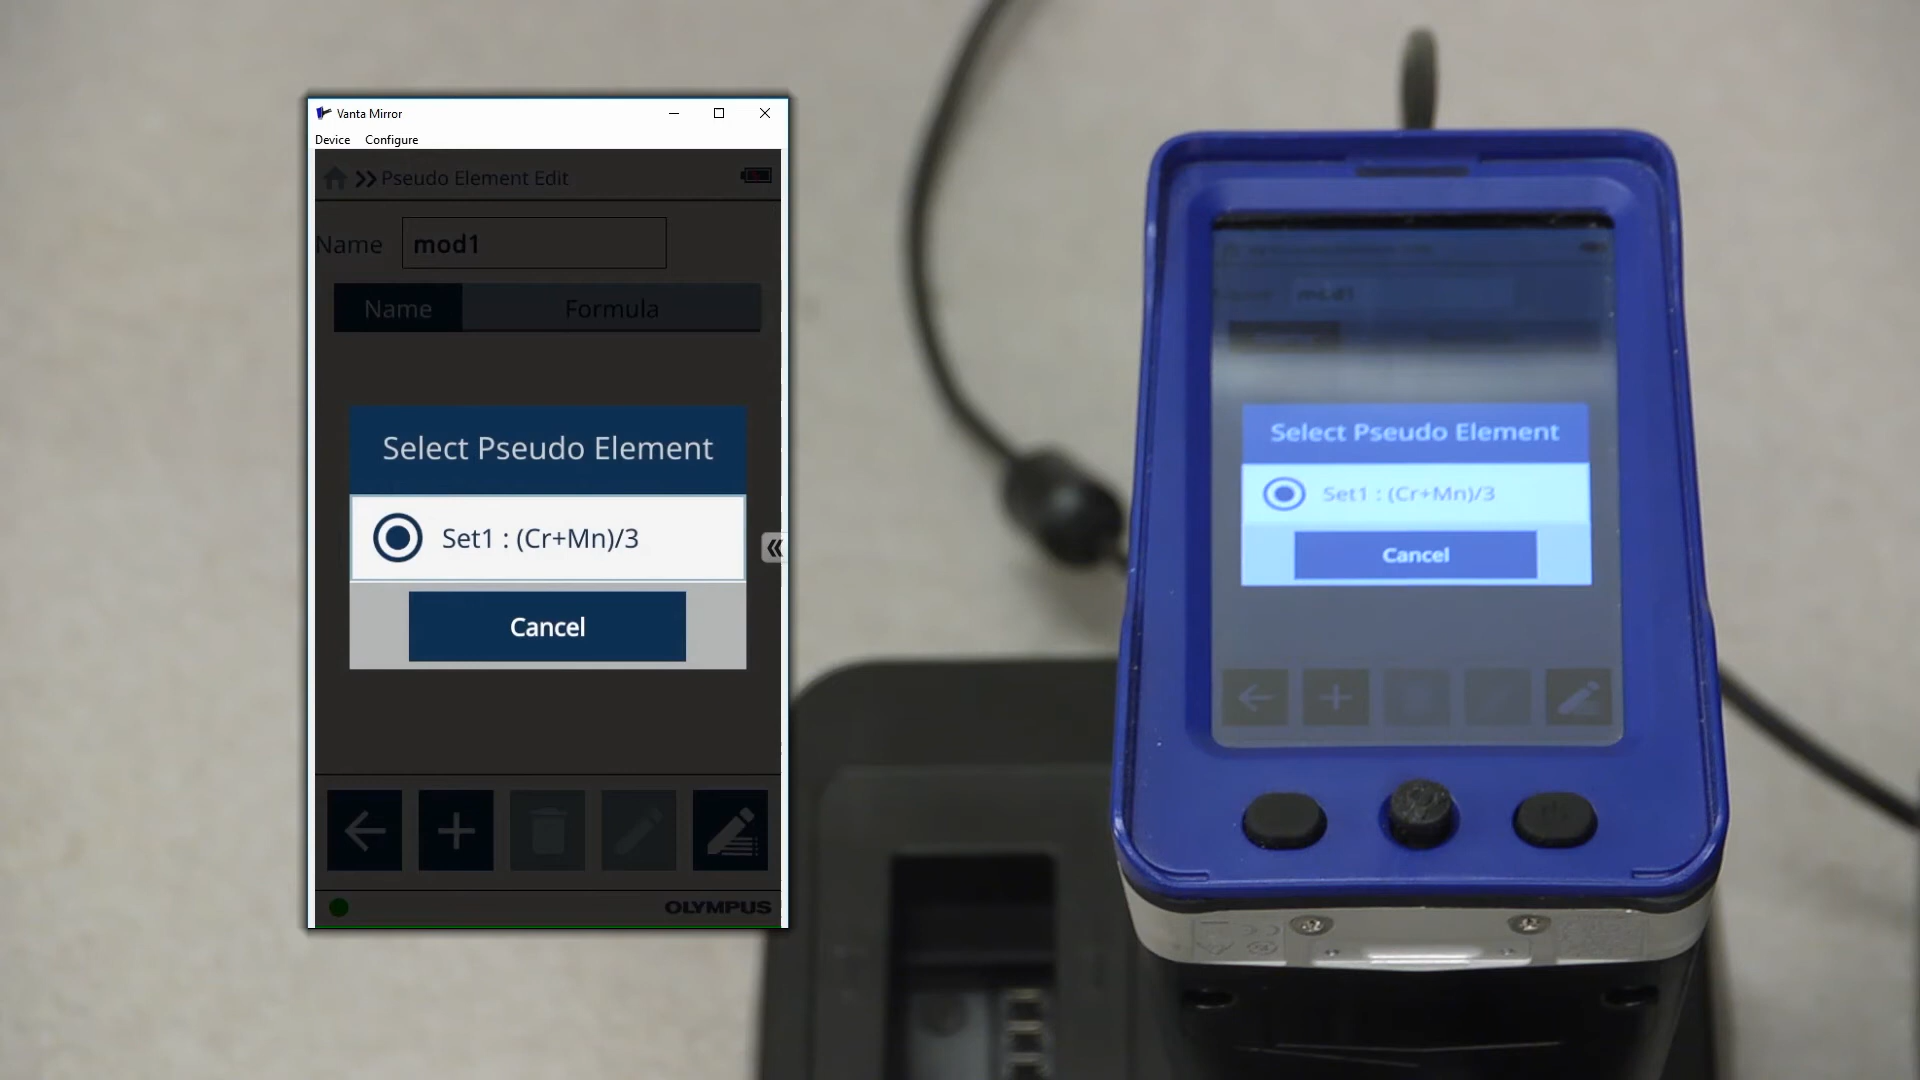 Vanta Mirror
Device Configure
Pseudo Element Edit
Name mod1
Name Formula
Select Pseudo Element
Set1 : (Cr+Mn)/3
Cancel
OLYMPUS
mod1
Select Pseudo Element
Set1 : (Cr+Mn)/3
Cancel